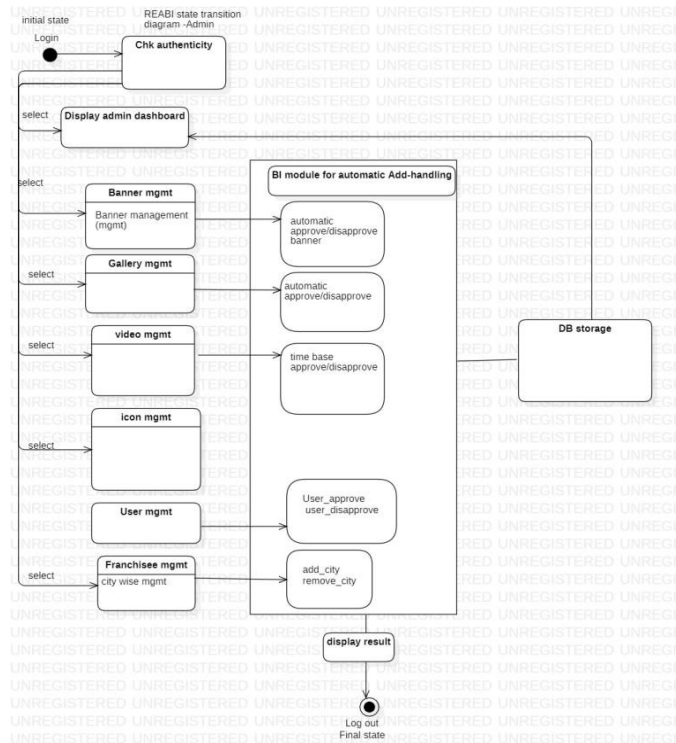 initial state
REABI state transition
diagram -Admin
Login
Chk authenticity
select
Display admin dashboard
select
BI module for automatic Add-handling
Banner mgmt
Banner management
(mgmt)
automatic
approve/disapprove
banner
Gallery mgmt
select
automatic
approve/disapprove
video mgmt
select
time base
approve/disapprove
DB storage
icon mgmt
select
User_approve
user_disapprove
User mgmt
Franchisee mgmt
select
city wise mgmt
add_city
remove_city
display result
Log out
Final state
UNREGISTERED